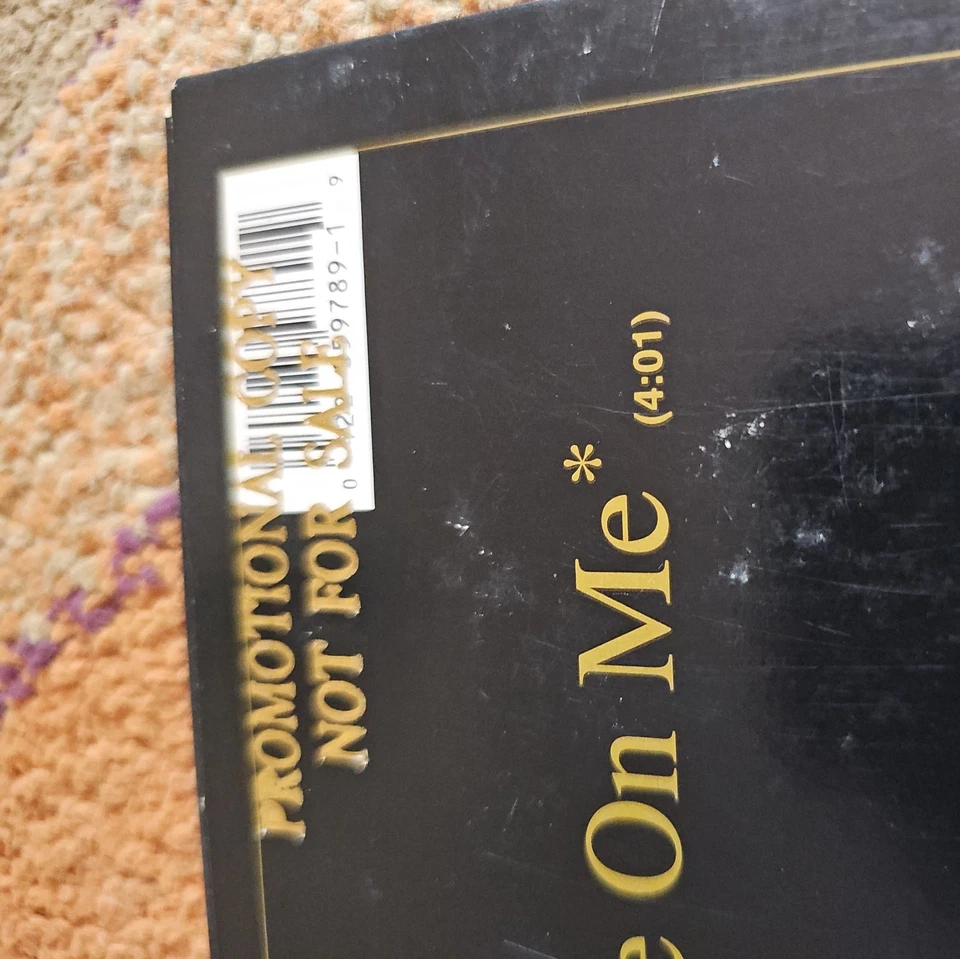 PROMOTIONAL COPY
NOT FOR SALE
0 9789-1 9
e On Me* (4:01)